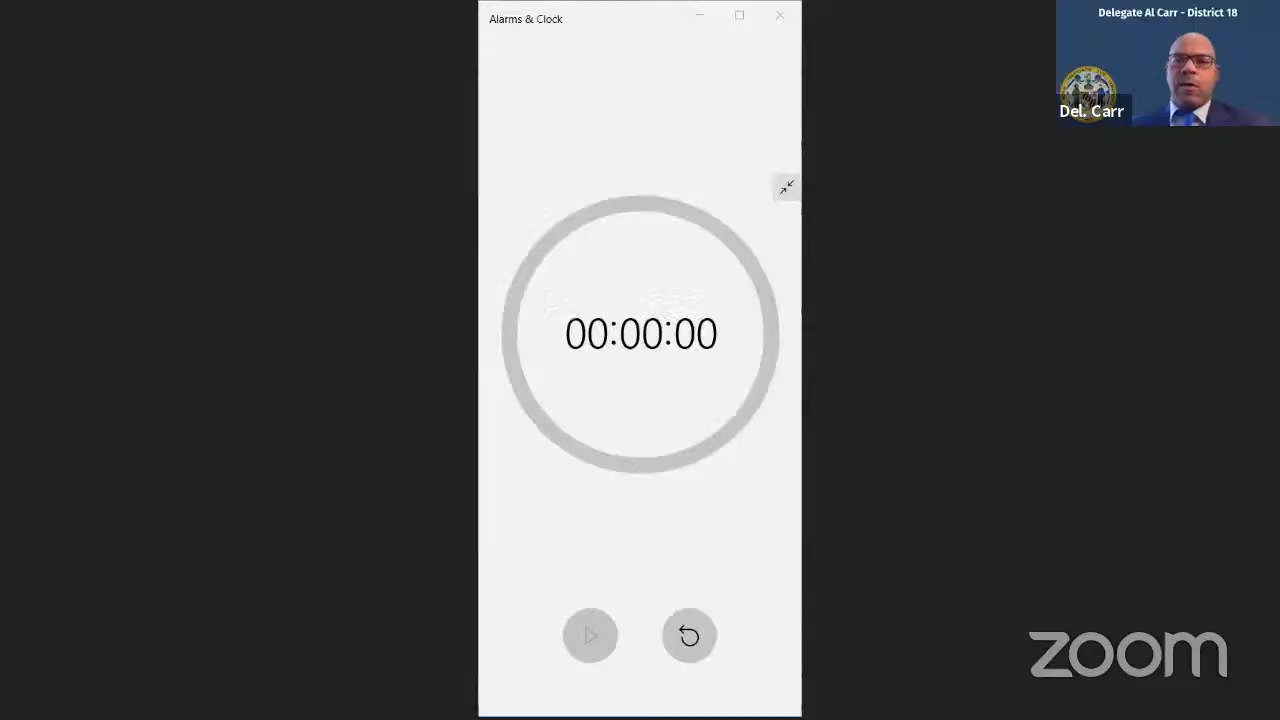 Alarms & Clock
Delegate Al Carr - District 18
Del. Carr
00:00:00
zoom